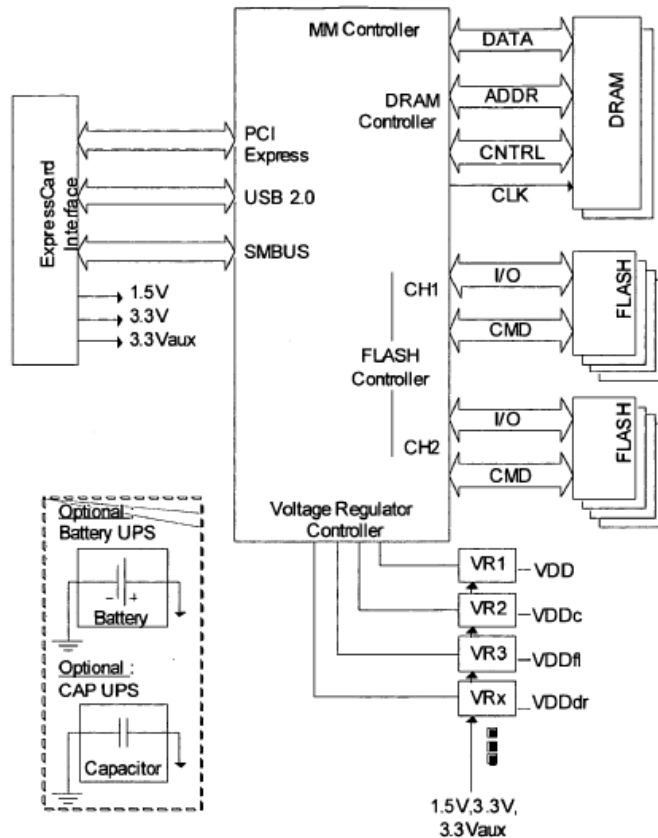 MM Controller
DATA
ADDR
CNTRL
CLK
DRAM
DRAM
Controller
ExpressCard
Interface
PCI
Express
USB 2.0
SMBUS
1.5V
3.3V
3.3Vaux
CH1
FLASH
Controller
CH2
I/O
CMD
FLASH
I/O
CMD
FLASH
Voltage Regulator
Controller
VR1
VDD
VR2
VDDc
VR3
VDDfl
VRx
VDDdr
1.5V,3.3V,
3.3Vaux
Optional:
Battery UPS
- +
Battery
Optional :
CAP UPS
Capacitor